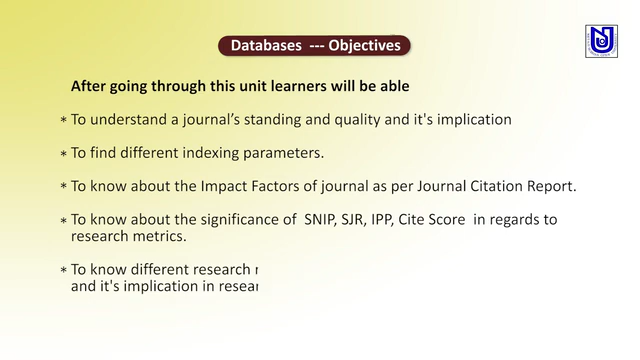 Databases --- Objectives
After going through this unit learners will be able
* To understand a journal's standing and quality and it's implication
* To find different indexing parameters.
* To know about the Impact Factors of journal as per Journal Citation Report.
* To know about the significance of SNIP, SJR, IPP, Cite Score in regards to
research metrics.
* To know different research
and it's implication in